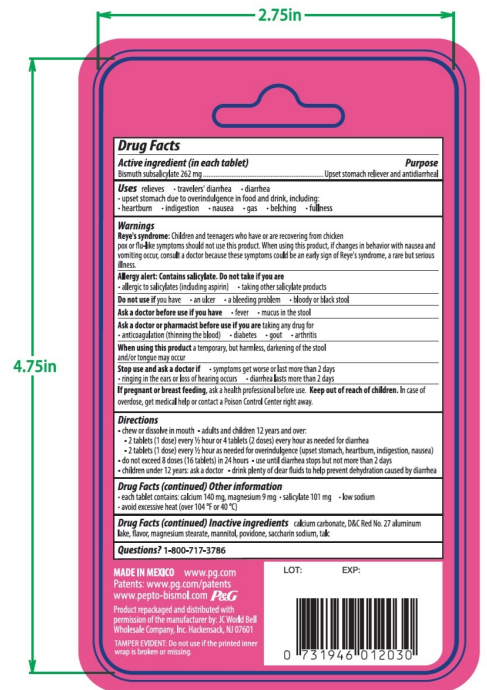 2.75in
4.75in
Drug Facts
Active ingredient (in each tablet) Purpose
Bismuth subsalicylate 262 mg ........ Upset stomach reliever and antidiarrheal
Uses relieves • travelers' diarrhea • diarrhea
• upset stomach due to overindulgence in food and drink, including:
• heartburn • indigestion • nausea • gas • belching • fullness
Warnings
Reye's syndrome: Children and teenagers who have or are recovering from chicken
pox or flu-like symptoms should not use this product. When using this product, if changes in behavior with nausea and
vomiting occur, consult a doctor because these symptoms could be an early sign of Reye's syndrome, a rare but serious
illness.
Allergy alert: Contains salicylate. Do not take if you are
• allergic to salicylates (including aspirin) • taking other salicylate products
Do not use if you have • an ulcer • a bleeding problem • bloody or black stool
Ask a doctor before use if you have • fever • mucus in the stool
Ask a doctor or pharmacist before use if you are taking any drug for
• anticoagulation (thinning the blood) • diabetes • gout • arthritis
When using this product a temporary, but harmless, darkening of the stool
and/or tongue may occur
Stop use and ask a doctor if • symptoms get worse or last more than 2 days
• ringing in the ears or loss of hearing occurs • diarrhea lasts more than 2 days
If pregnant or breast feeding, ask a health professional before use. Keep out of reach of children. In case of
overdose, get medical help or contact a Poison Control Center right away.
Directions
• chew or dissolve in mouth • adults and children 12 years and over:
• 2 tablets (1 dose) every ½ hour or 4 tablets (2 doses) every hour as needed for diarrhea
• 2 tablets (1 dose) every ½ hour as needed for overindulgence (upset stomach, heartburn, indigestion, nausea)
• do not exceed 8 doses (16 tablets) in 24 hours • use until diarrhea stops but not more than 2 days
• children under 12 years: ask a doctor • drink plenty of clear fluids to help prevent dehydration caused by diarrhea
Drug Facts (continued) Other information
• each tablet contains: calcium 140 mg, magnesium 9 mg • salicylate 101 mg • low sodium
• avoid excessive heat (over 104 °F or 40 °C)
Drug Facts (continued) Inactive ingredients calcium carbonate, D&C Red No. 27 aluminum
lake, flavor, magnesium stearate, mannitol, povidone, saccharin sodium, talc
Questions? 1-800-717-3786
MADE IN MEXICO www.pg.com
Patents: www.pg.com/patents
www.pepto-bismol.com P&G
Product repackaged and distributed with
permission of the manufacturer by: JC World Bell
Wholesale Company, Inc. Hackensack, NJ 07601
TAMPER EVIDENT: Do not use if the printed inner
wrap is broken or missing.
LOT: EXP:
0 731946 012030